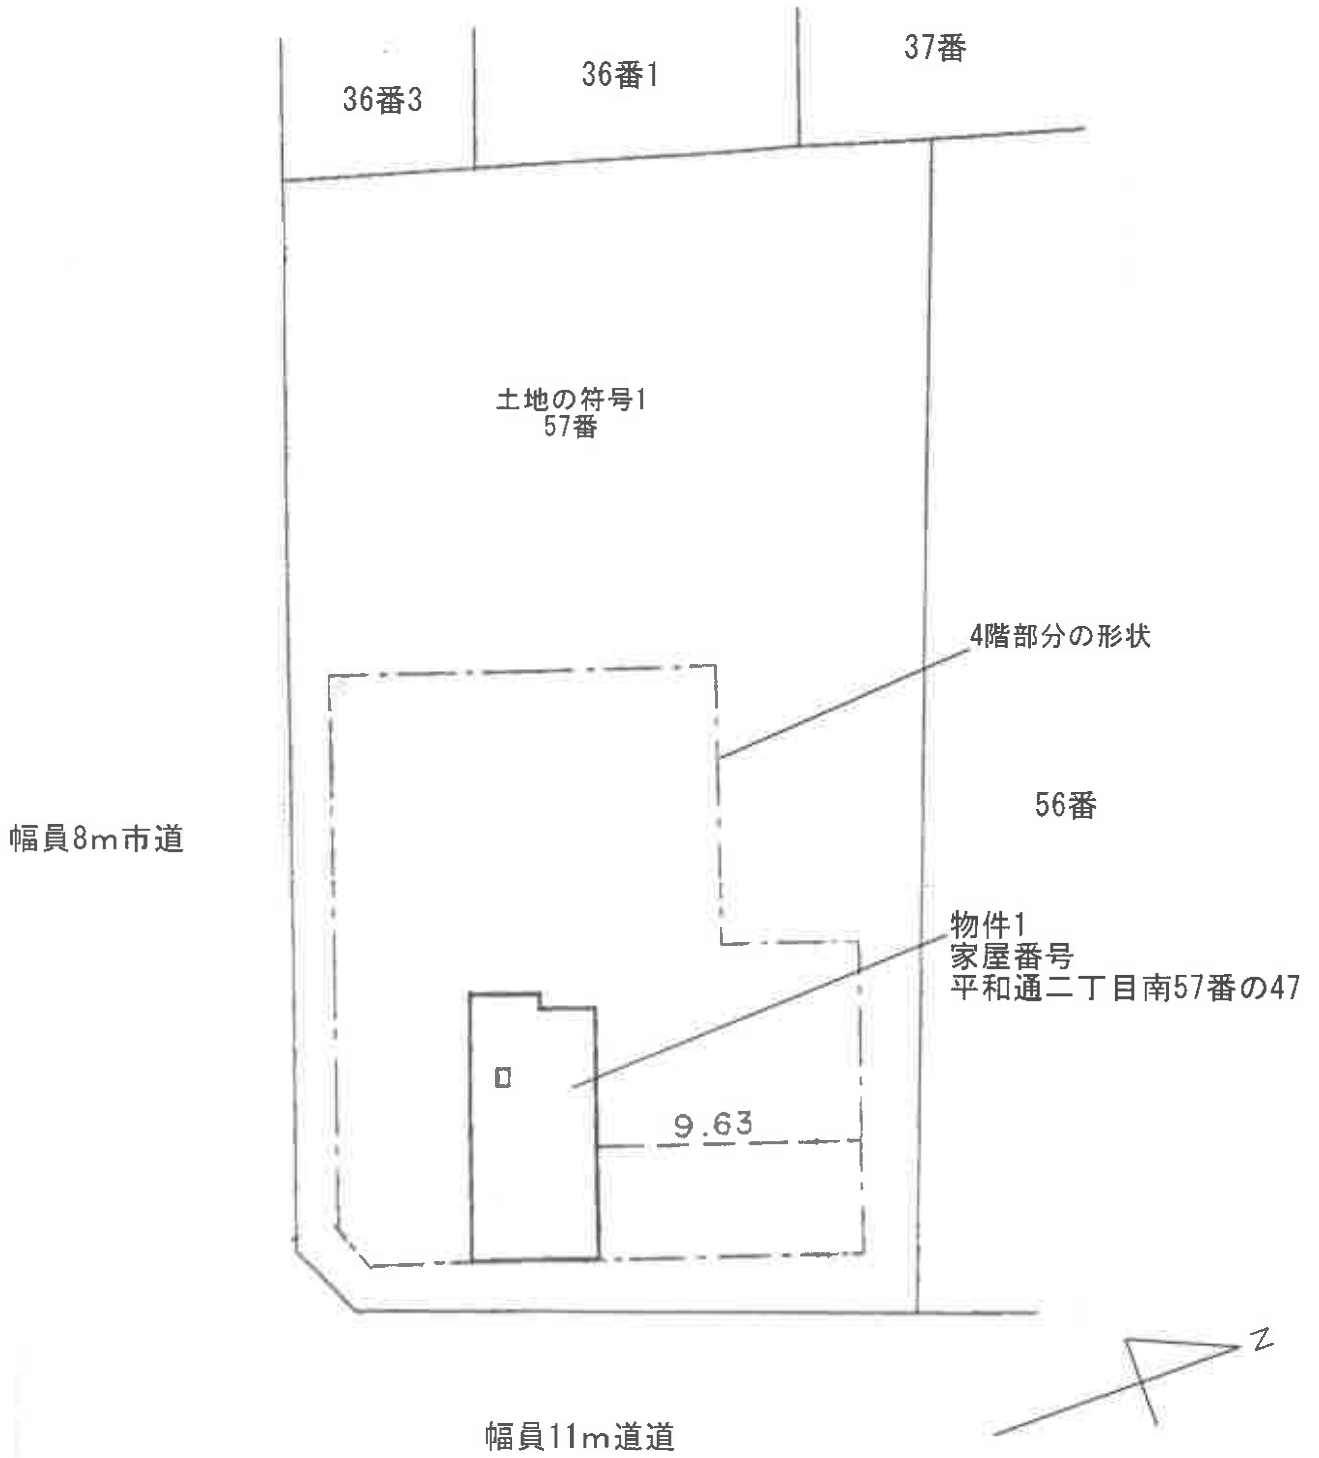 37番
36番1
36番3
土地の符号1
57番
4階部分の形状
56番
幅員8m市道
物件1
家屋番号
平和通二丁目南57番の47
9.63
N
幅員11m道道